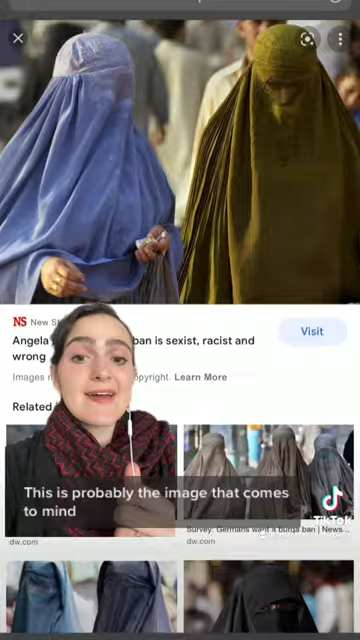 NS New S
Visit
Angela ban is sexist, racist and
wrong
Images opyright. Learn More
Related
This is probably the image that comes
to mind
TikTok
Survey: Germans want a burqa ban | News...
dw.com
dw.com